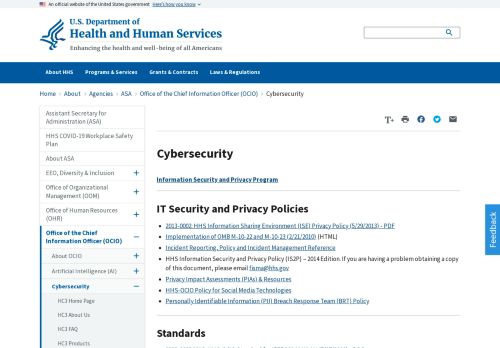 An official website of the United States government Here's how you know
U.S. Department of
Health and Human Services
Enhancing the health and well-being of all Americans
About HHS Programs & Services Grants & Contracts Laws & Regulations
Home > About > Agencies > ASA > Office of the Chief Information Officer (OCIO) > Cybersecurity
Assistant Secretary for
Administration (ASA)
HHS COVID-19 Workplace Safety
Plan
About ASA
EEO, Diversity & Inclusion
Office of Organizational
Management (OOM)
Office of Human Resources
(OHR)
Office of the Chief
Information Officer (OCIO)
About OCIO
Artificial Intelligence (AI)
Cybersecurity
HC3 Home Page
HC3 About Us
HC3 FAQ
HC3 Products
T+
Cybersecurity
Information Security and Privacy Program
IT Security and Privacy Policies
2013-0002: HHS Information Sharing Environment (ISE) Privacy Policy (5/29/2013) - PDF
Implementation of OMB M-10-22 and M-10-23 (2/21/2010) (HTML)
Incident Reporting, Policy and Incident Management Reference
HHS Information Security and Privacy Policy (IS2P) – 2014 Edition. If you are having a problem obtaining a
copy of this document, please email fisma@hhs.gov
Privacy Impact Assessments (PIAs) & Resources
HHS-OCIO Policy for Social Media Technologies
Personally Identifiable Information (PII) Breach Response Team (BRT) Policy
Standards
Feedback